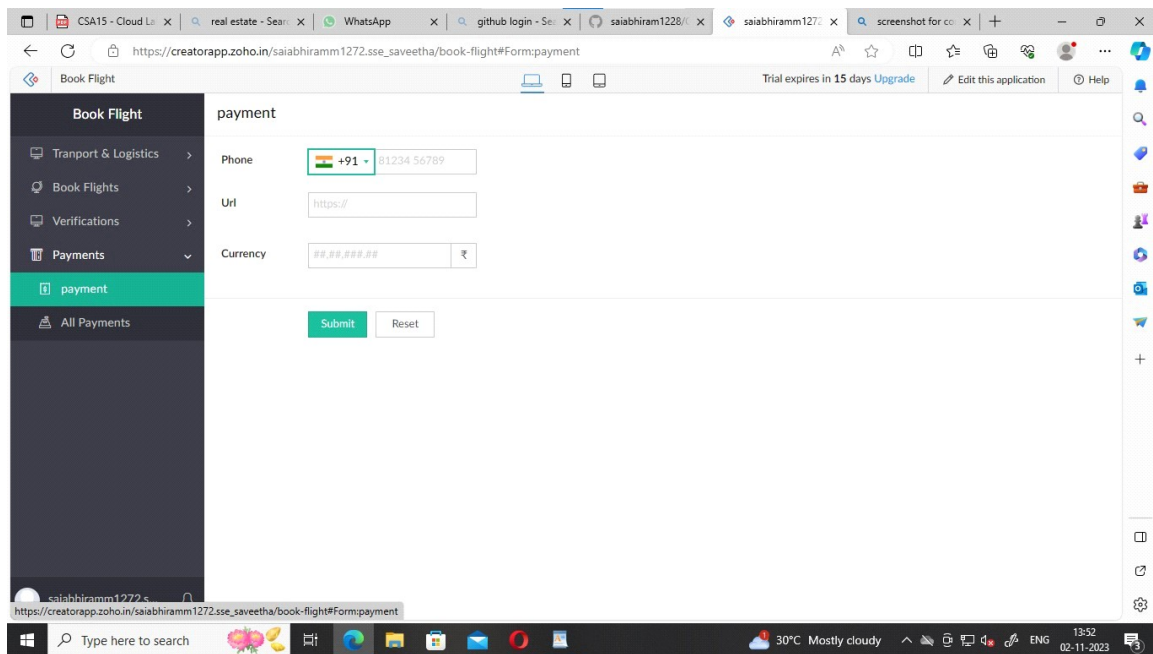 CSA15 - Cloud La
real estate - Searc
WhatsApp
github login - Sea
saiabhiram1228/(
saiabhiramm1272
screenshot for co
https://creatorapp.zoho.in/saiabhiramm1272.sse_saveetha/book-flight#Form:payment
Book Flight
Trial expires in 15 days Upgrade
Edit this application
Help
Book Flight
payment
Tranport & Logistics
Book Flights
Verifications
Payments
payment
All Payments
Phone +91 81234 56789
Url https://
Currency ##,##,###.## ₹
Submit Reset
saiabhiramm1272.s...
https://creatorapp.zoho.in/saiabhiramm1272.sse_saveetha/book-flight#Form:payment
Type here to search
30°C Mostly cloudy
ENG
13:52
02-11-2023
3